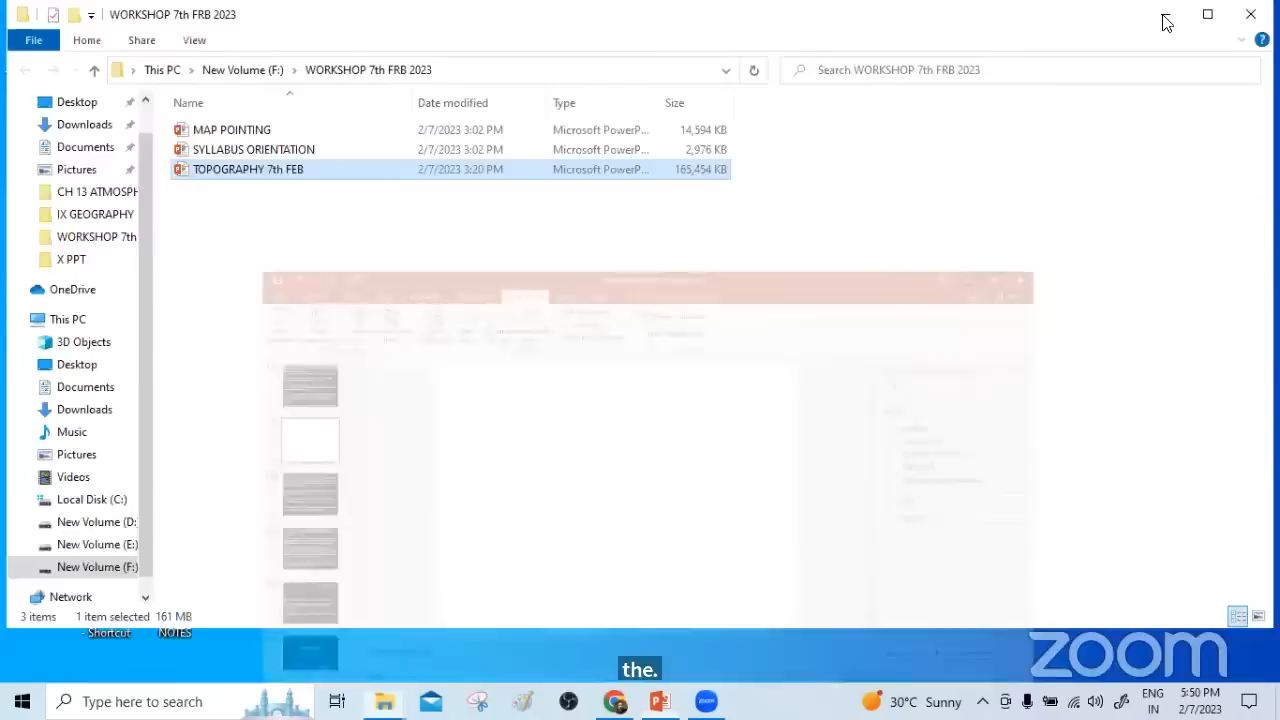 WORKSHOP 7th FRB 2023
File Home Share View
This PC New Volume (F:) WORKSHOP 7th FRB 2023
Search WORKSHOP 7th FRB 2023
Name Date modified Type Size
MAP POINTING 2/7/2023 3:02 PM Microsoft PowerP... 14,594 KB
SYLLABUS ORIENTATION 2/7/2023 3:02 PM Microsoft PowerP... 2,976 KB
TOPOGRAPHY 7th FEB 2/7/2023 3:20 PM Microsoft PowerP... 165,454 KB
Desktop
Downloads
Documents
Pictures
CH 13 ATMOSPH
IX GEOGRAPHY
WORKSHOP 7th
X PPT
OneDrive
This PC
3D Objects
Desktop
Documents
Downloads
Music
Pictures
Videos
Local Disk (C:)
New Volume (D:
New Volume (E:)
New Volume (F:)
Network
3 items 1 item selected 161 MB
- Shortcut NOTES
zoom
the.
Type here to search
zoom
30°C Sunny
ENG
IN
5:50 PM
2/7/2023